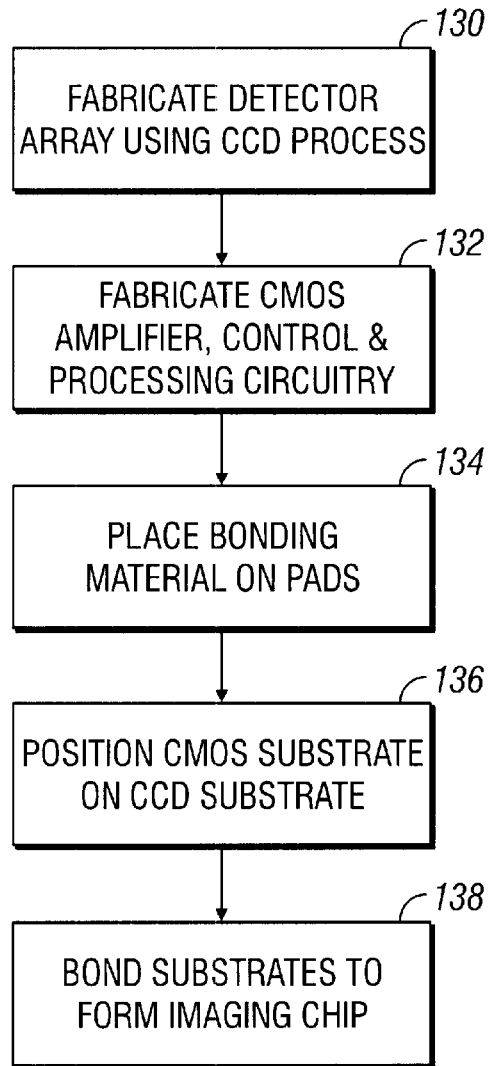 130
FABRICATE DETECTOR
ARRAY USING CCD PROCESS
132
FABRICATE CMOS
AMPLIFIER, CONTROL &
PROCESSING CIRCUITRY
134
PLACE BONDING
MATERIAL ON PADS
136
POSITION CMOS SUBSTRATE
ON CCD SUBSTRATE
138
BOND SUBSTRATES TO
FORM IMAGING CHIP